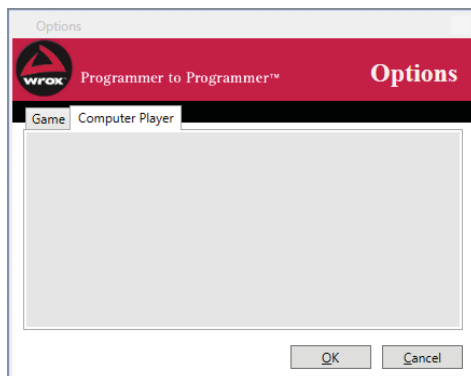 Options
wrox
Programmer to Programmer™
Options
Game
Computer Player
OK
Cancel